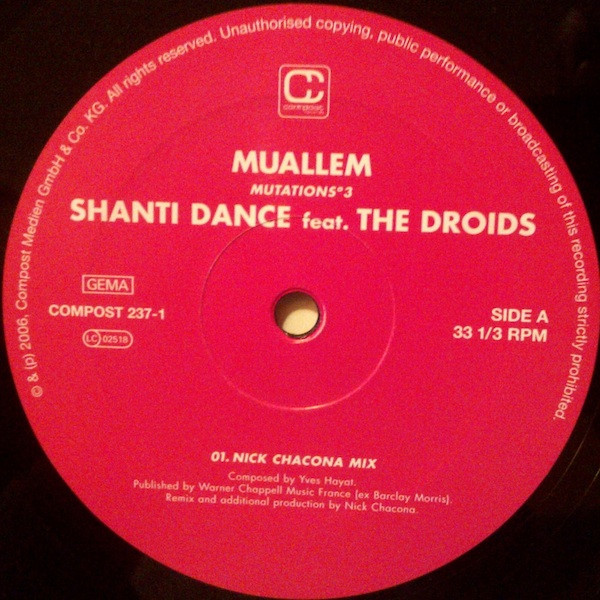 © & (p) 2006, Compost Medien GmbH & Co. KG. All rights reserved. Unauthorised copying, public performance or broadcasting of this recording strictly prohibited.
compost
MUALLEM
MUTATIONS°3
SHANTI DANCE feat. THE DROIDS
GEMA
COMPOST 237-1
LC 02518
SIDE A
33 1/3 RPM
01. NICK CHACONA MIX
Composed by Yves Hayat.
Published by Warner Chappell Music France (ex Barclay Morris).
Remix and additional production by Nick Chacona.